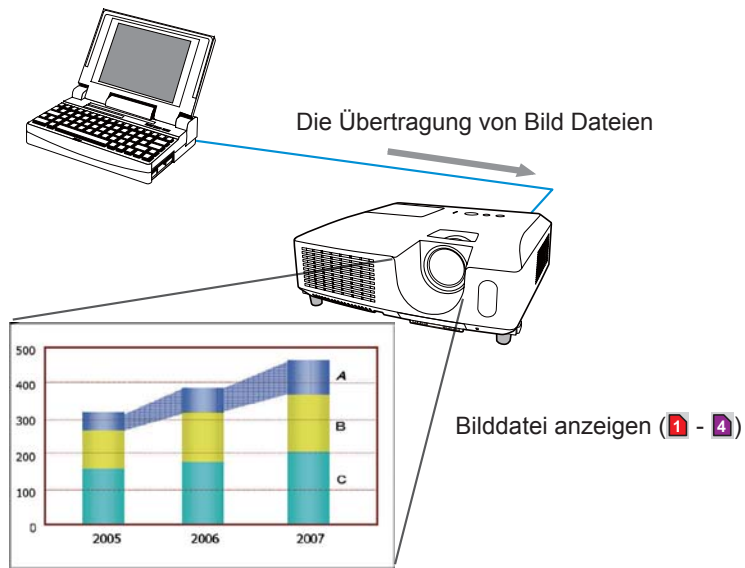 Die Übertragung von Bild Dateien
500
400
300
200
100
0
A
B
C
2005 2006 2007
Bilddatei anzeigen (1 - 4)